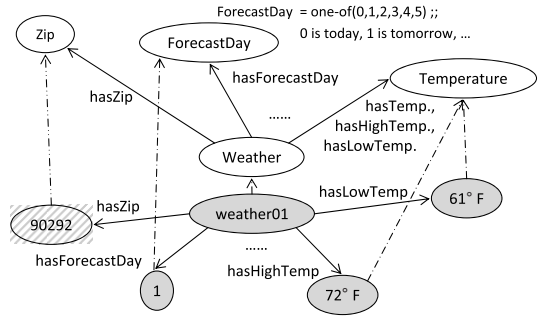 ForecastDay = one-of(0,1,2,3,4,5) ;;
0 is today, 1 is tomorrow, ...
Zip
ForecastDay
Temperature
hasForecastDay
hasZip
......
hasTemp.,
hasHighTemp.,
hasLowTemp.
Weather
hasLowTemp
61° F
hasZip
weather01
90292
......
hasForecastDay
hasHighTemp
1
72° F